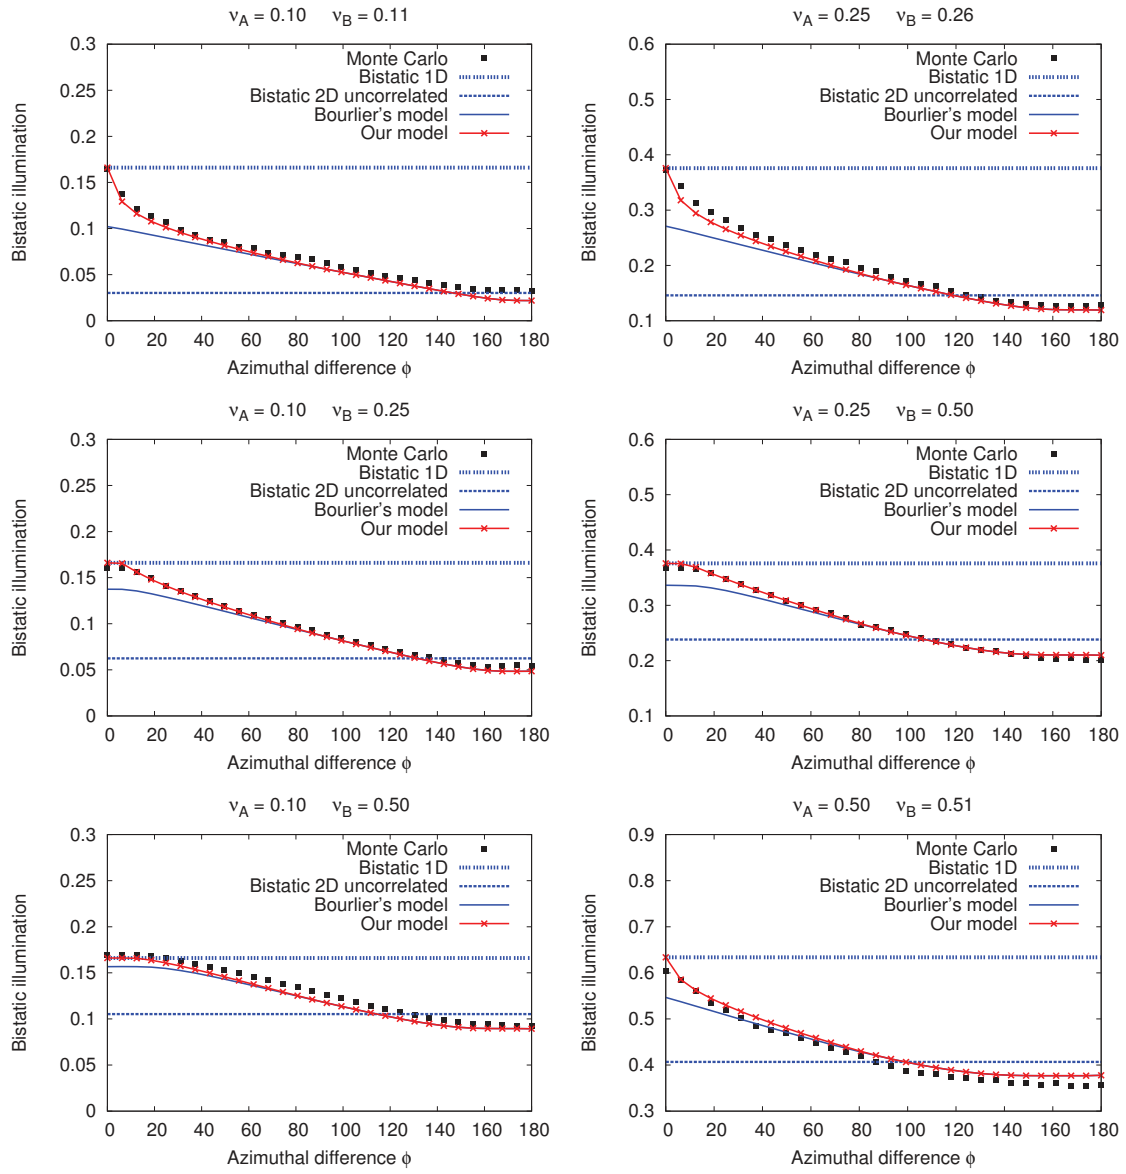 ν_A = 0.10 ν_B = 0.11
Bistatic illumination
0.3
0.25
0.2
0.15
0.1
0.05
0
Monte Carlo
Bistatic 1D
Bistatic 2D uncorrelated
Bourlier's model
Our model
0 20 40 60 80 100 120 140 160 180
Azimuthal difference ϕ
ν_A = 0.25 ν_B = 0.26
Bistatic illumination
0.6
0.5
0.4
0.3
0.2
0.1
Monte Carlo
Bistatic 1D
Bistatic 2D uncorrelated
Bourlier's model
Our model
0 20 40 60 80 100 120 140 160 180
Azimuthal difference ϕ
ν_A = 0.10 ν_B = 0.25
Bistatic illumination
0.3
0.25
0.2
0.15
0.1
0.05
0
Monte Carlo
Bistatic 1D
Bistatic 2D uncorrelated
Bourlier's model
Our model
0 20 40 60 80 100 120 140 160 180
Azimuthal difference ϕ
ν_A = 0.25 ν_B = 0.50
Bistatic illumination
0.6
0.5
0.4
0.3
0.2
0.1
Monte Carlo
Bistatic 1D
Bistatic 2D uncorrelated
Bourlier's model
Our model
0 20 40 60 80 100 120 140 160 180
Azimuthal difference ϕ
ν_A = 0.10 ν_B = 0.50
Bistatic illumination
0.3
0.25
0.2
0.15
0.1
0.05
0
Monte Carlo
Bistatic 1D
Bistatic 2D uncorrelated
Bourlier's model
Our model
0 20 40 60 80 100 120 140 160 180
Azimuthal difference ϕ
ν_A = 0.50 ν_B = 0.51
Bistatic illumination
0.9
0.8
0.7
0.6
0.5
0.4
0.3
Monte Carlo
Bistatic 1D
Bistatic 2D uncorrelated
Bourlier's model
Our model
0 20 40 60 80 100 120 140 160 180
Azimuthal difference ϕ